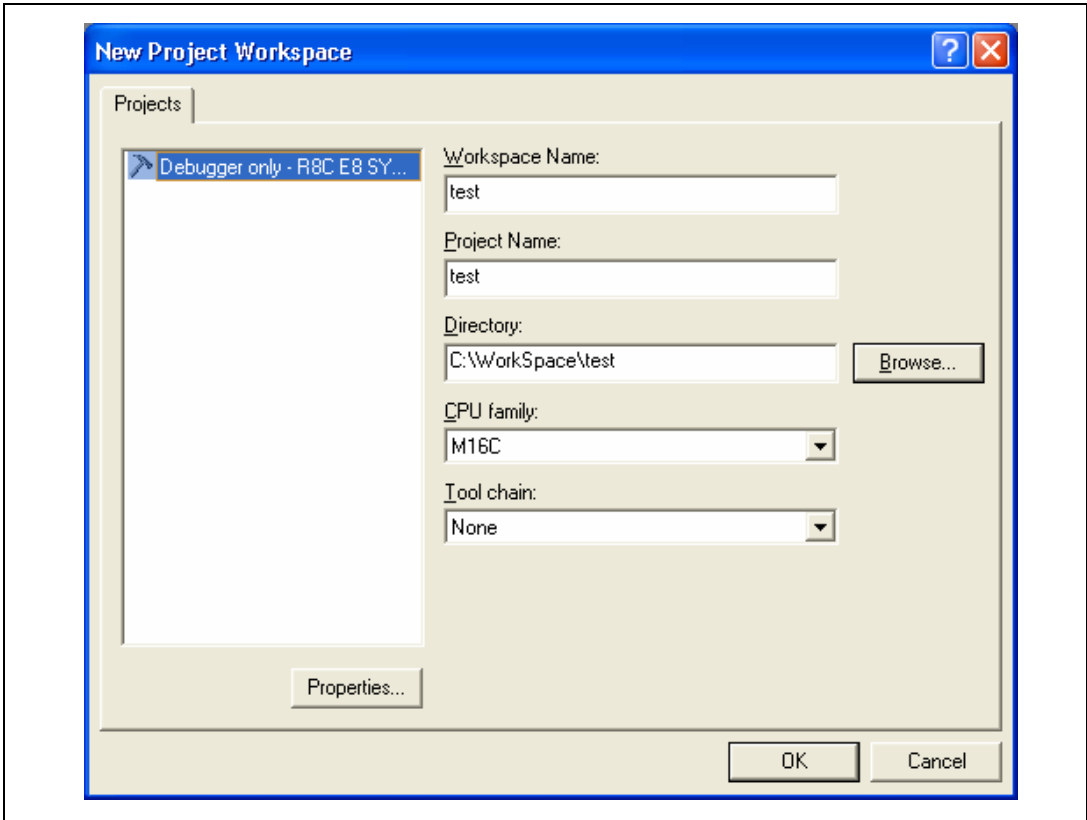 New Project Workspace
Projects
Debugger only - R8C E8 SY...
Workspace Name:
test
Project Name:
test
Directory:
C:\WorkSpace\test
Browse...
CPU family:
M16C
Tool chain:
None
Properties...
OK
Cancel